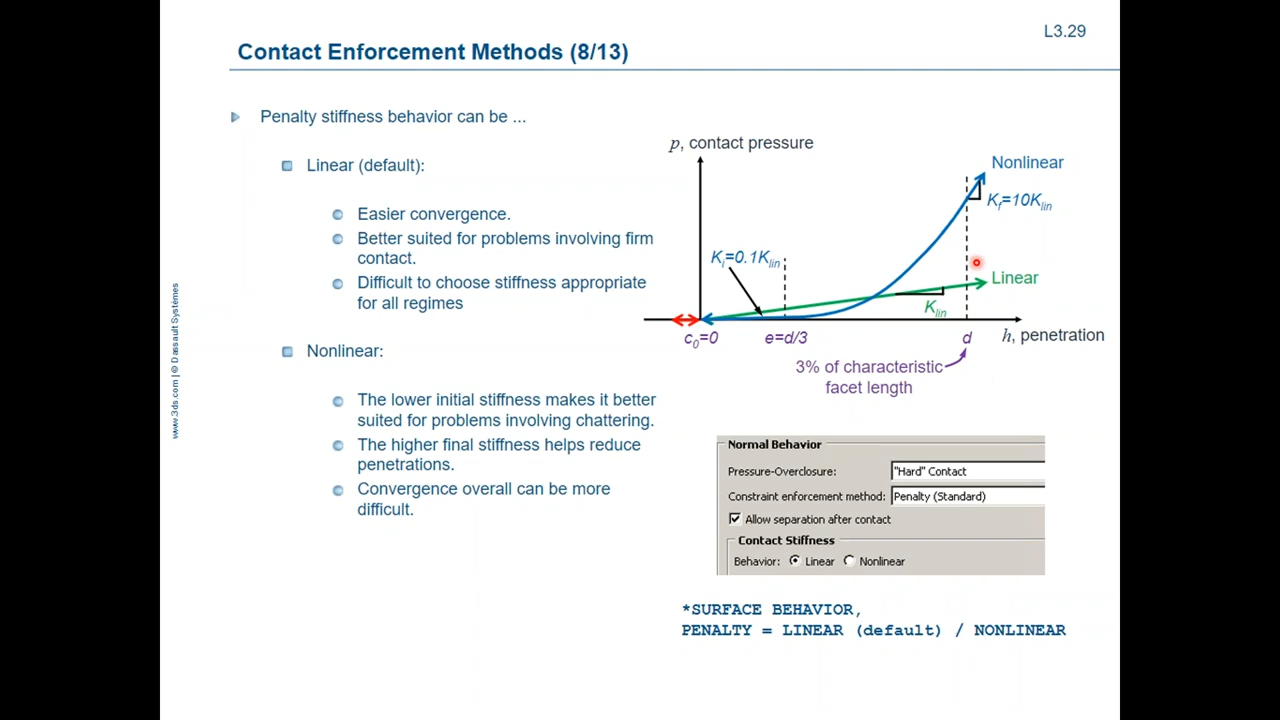 L3.29
Contact Enforcement Methods (8/13)
Penalty stiffness behavior can be ...
Linear (default):
Easier convergence.
Better suited for problems involving firm
contact.
Difficult to choose stiffness appropriate
for all regimes
Nonlinear:
The lower initial stiffness makes it better
suited for problems involving chattering.
The higher final stiffness helps reduce
penetrations.
Convergence overall can be more
difficult.
p, contact pressure
Nonlinear
Kf=10Klin
Ki=0.1Klin
Linear
Klin
c0=0
e=d/3
d
h, penetration
3% of characteristic
facet length
Normal Behavior
Pressure-Overclosure: "Hard" Contact
Constraint enforcement method: Penalty (Standard)
Allow separation after contact
Contact Stiffness
Behavior: Linear Nonlinear
*SURFACE BEHAVIOR,
PENALTY = LINEAR (default) / NONLINEAR
www.3ds.com | © Dassault Systèmes